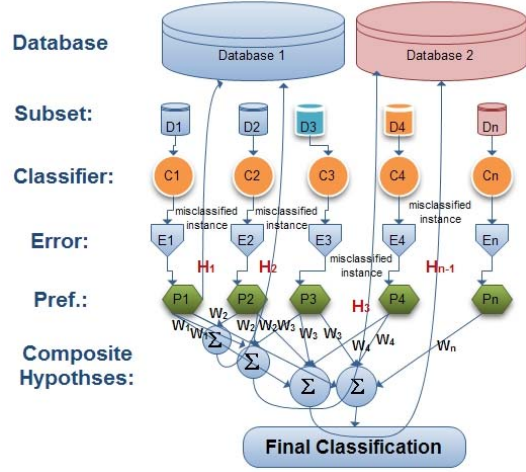 Database
Database 1
Database 2
Subset:
D1
D2
D3
D4
Dn
Classifier:
C1
C2
C3
C4
Cn
misclassified
instance
misclassified
instance
misclassified
instance
Error:
E1
E2
E3
E4
En
misclassified
instance
H1
H2
H3
Hn-1
Pref.:
P1
P2
P3
P4
Pn
W1
W1
W2
W2
W2
W3
W3
W3
W4
W4
Wn
Composite
Hypothses:
Σ
Σ
Σ
Σ
Final Classification